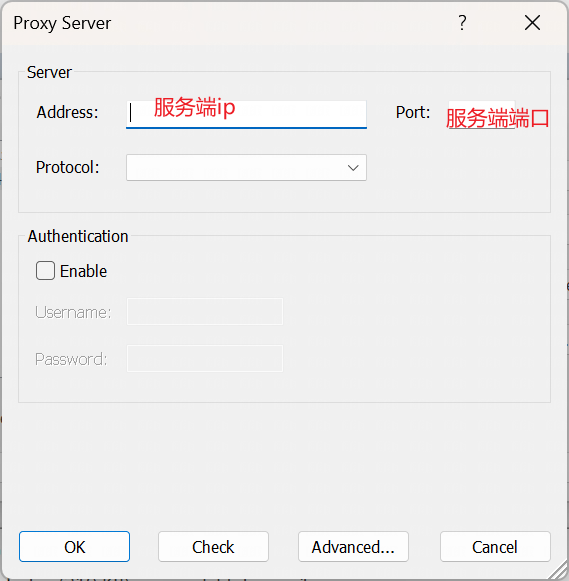 Proxy Server
Server
Address: 服务端ip Port: 服务端端口
Protocol:
Authentication
Enable
Username:
Password:
OK Check Advanced... Cancel